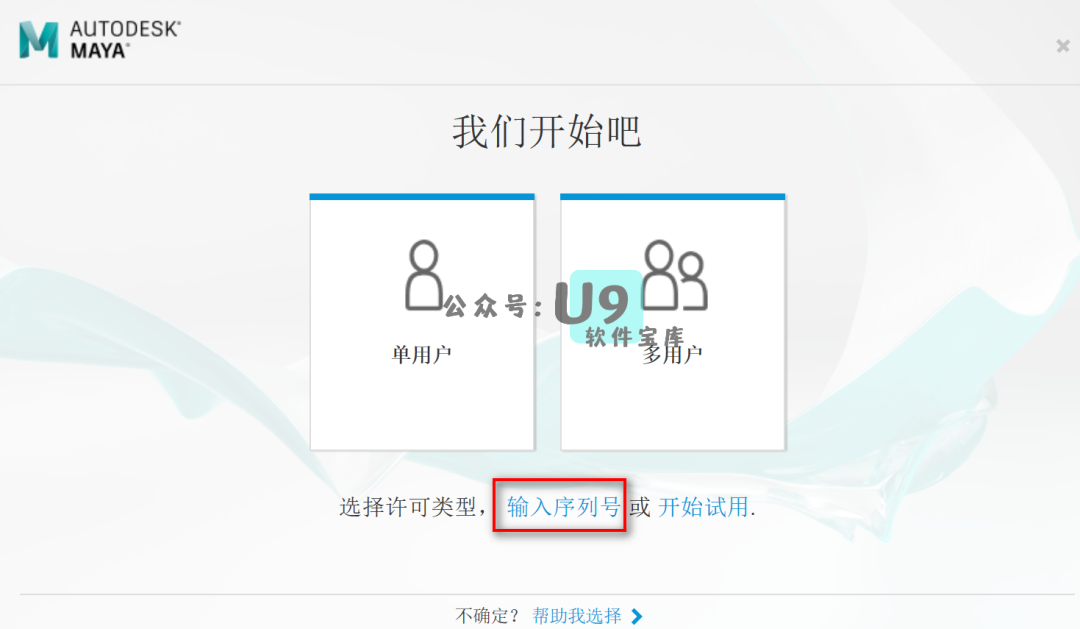 AUTODESK®
MAYA®
我们开始吧
公众号:U9
软件宝库
单用户
多用户
选择许可类型，输入序列号或 开始试用.
不确定？ 帮助我选择